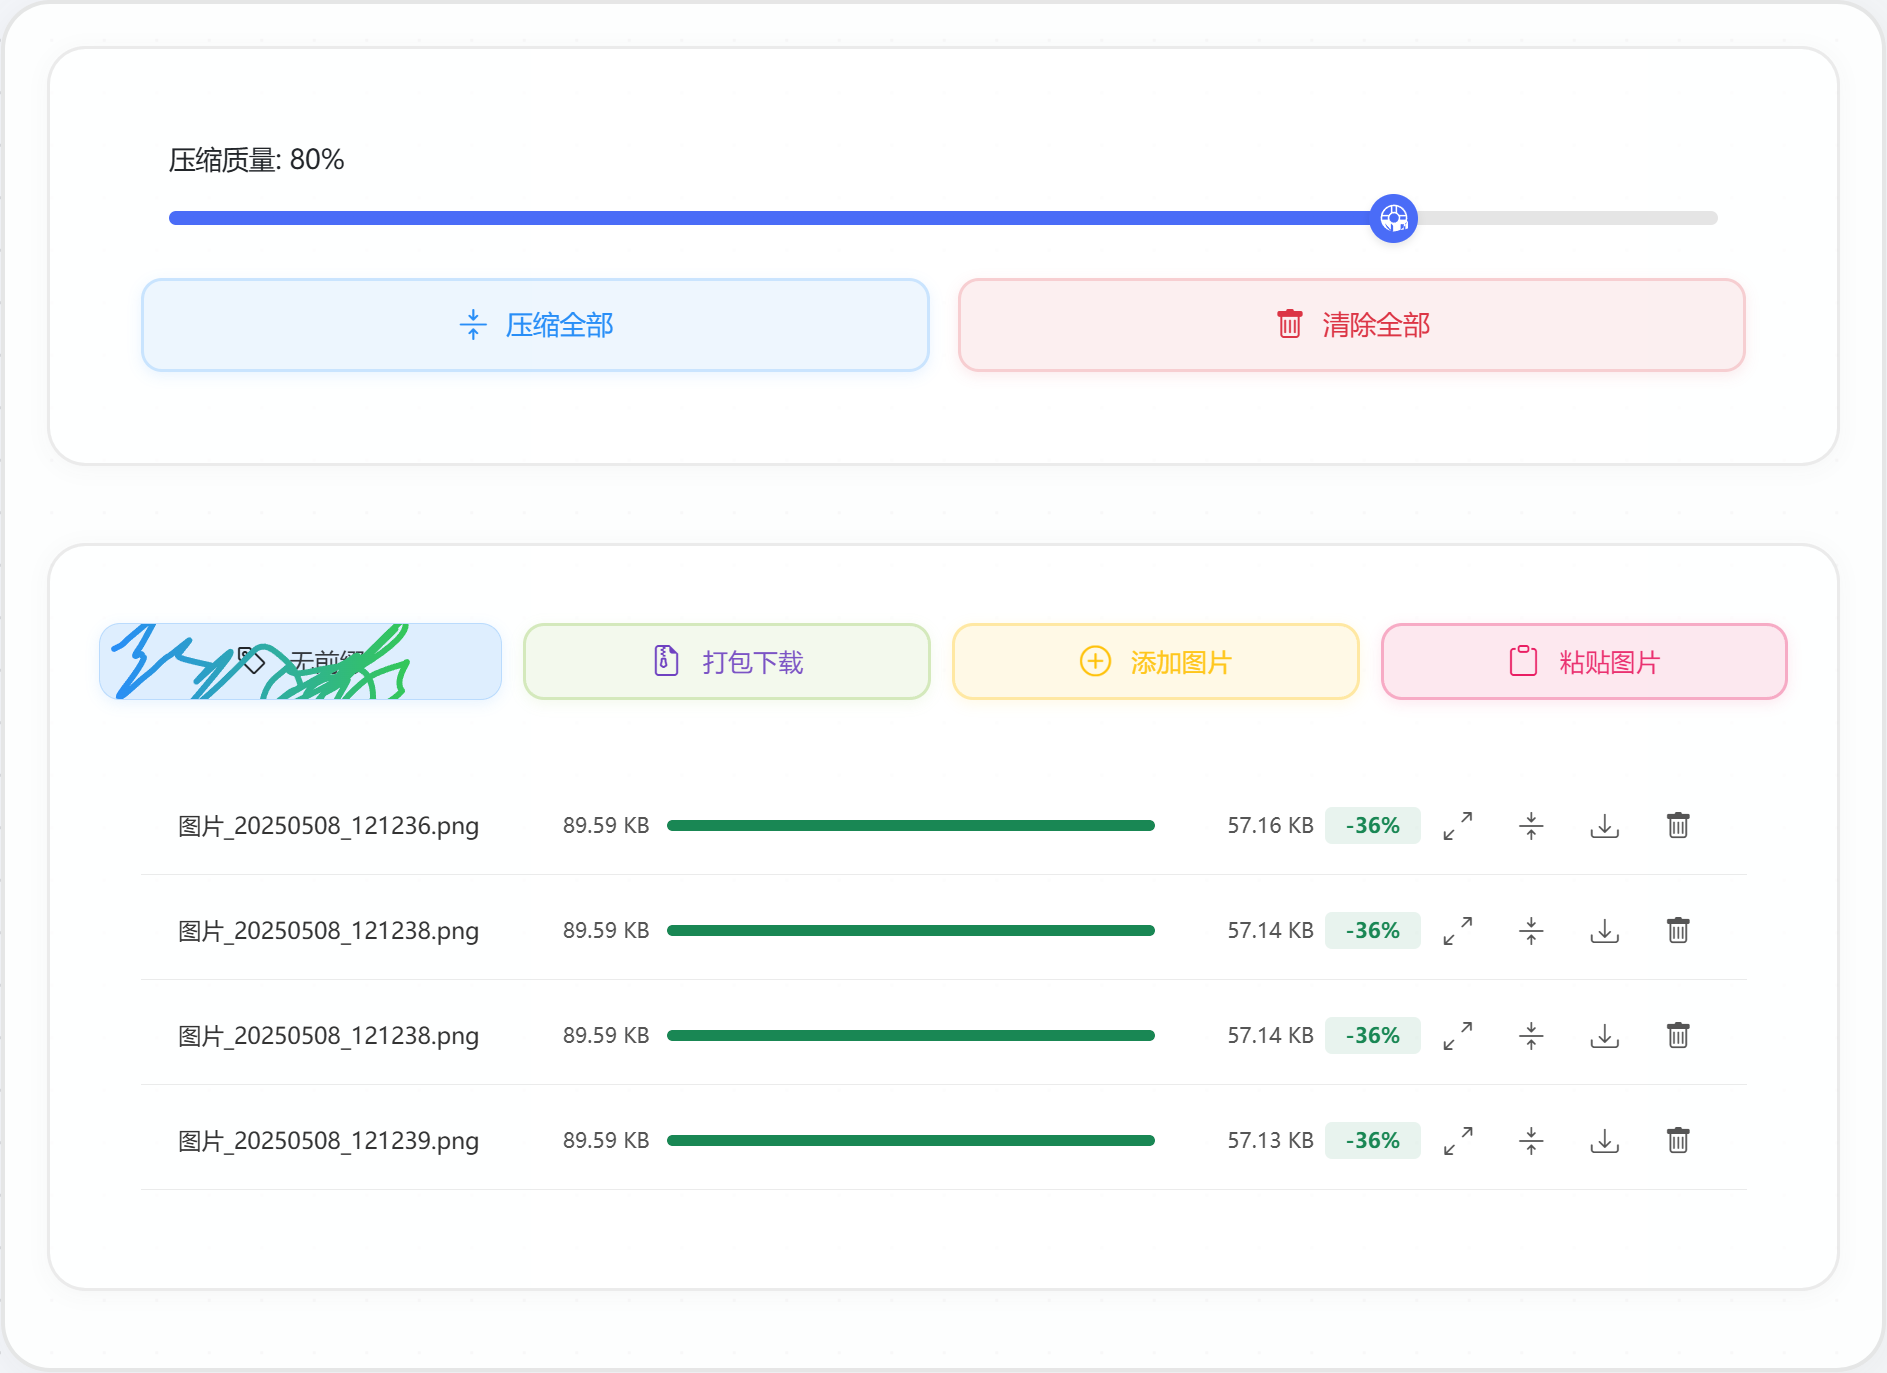 压缩质量: 80%
压缩全部
清除全部
无前缀
打包下载
添加图片
粘贴图片
图片_20250508_121236.png 89.59 KB 57.16 KB -36%
图片_20250508_121238.png 89.59 KB 57.14 KB -36%
图片_20250508_121238.png 89.59 KB 57.14 KB -36%
图片_20250508_121239.png 89.59 KB 57.13 KB -36%